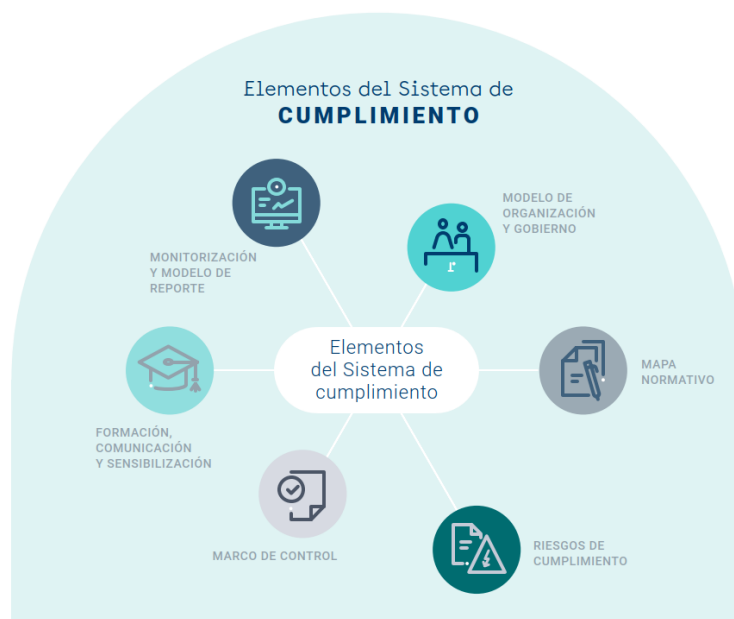 Elementos del Sistema de
CUMPLIMIENTO
MODELO DE
ORGANIZACIÓN
Y GOBIERNO
MONITORIZACIÓN
Y MODELO DE
REPORTE
Elementos
del Sistema de
cumplimiento
MAPA
NORMATIVO
FORMACIÓN,
COMUNICACIÓN
Y SENSIBILIZACIÓN
MARCO DE CONTROL
RIESGOS DE
CUMPLIMIENTO
r